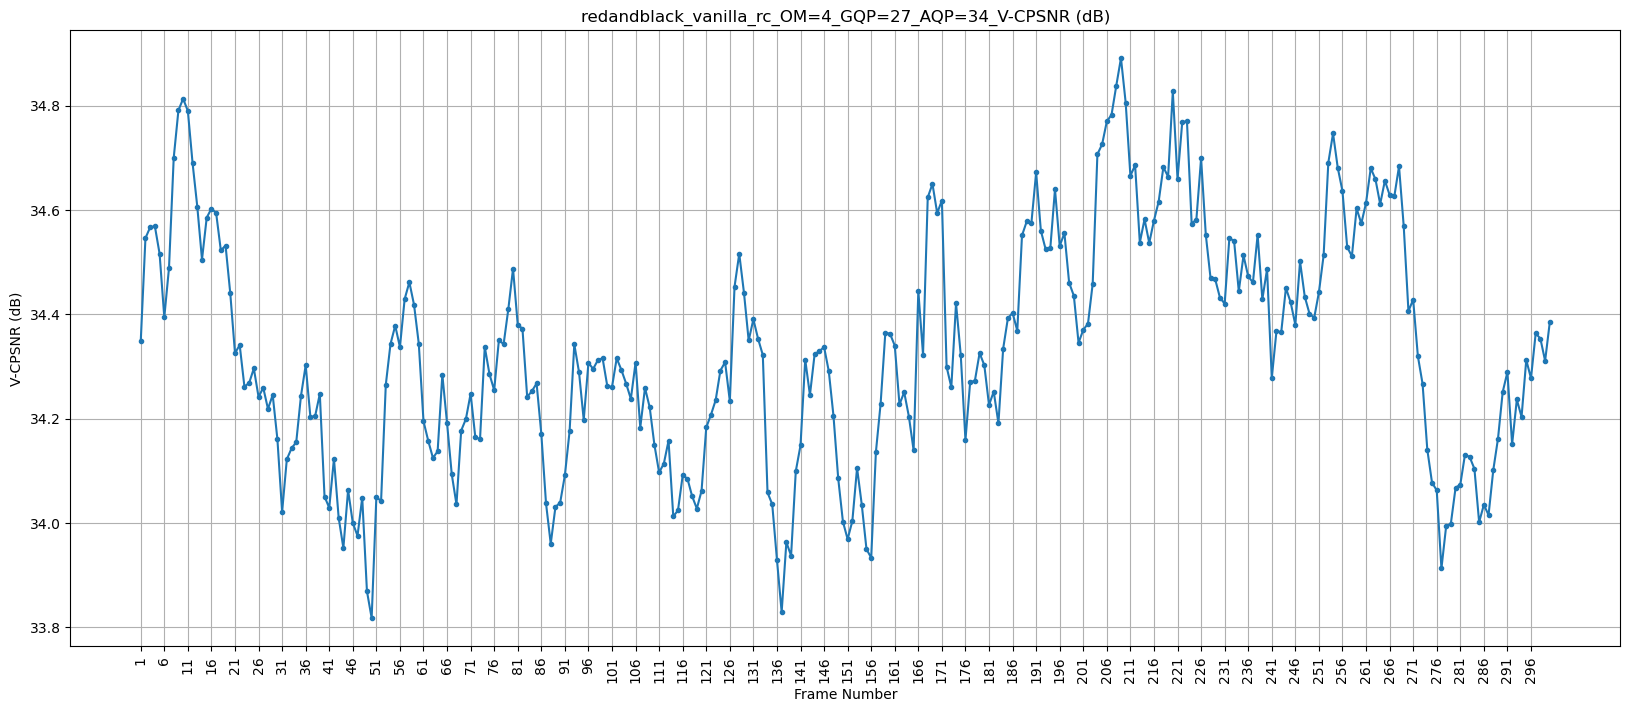 redandblack_vanilla_rc_OM=4_GQP=27_AQP=34_V-CPSNR (dB)
V-CPSNR (dB)
34.8
34.6
34.4
34.2
34.0
33.8
1 6 11 16 21 26 31 36 41 46 51 56 61 66 71 76 81 86 91 96 101 106 111 116 121 126 131 136 141 146 151 156 161 166 171 176 181 186 191 196 201 206 211 216 221 226 231 236 241 246 251 256 261 266 271 276 281 286 291 296
Frame Number